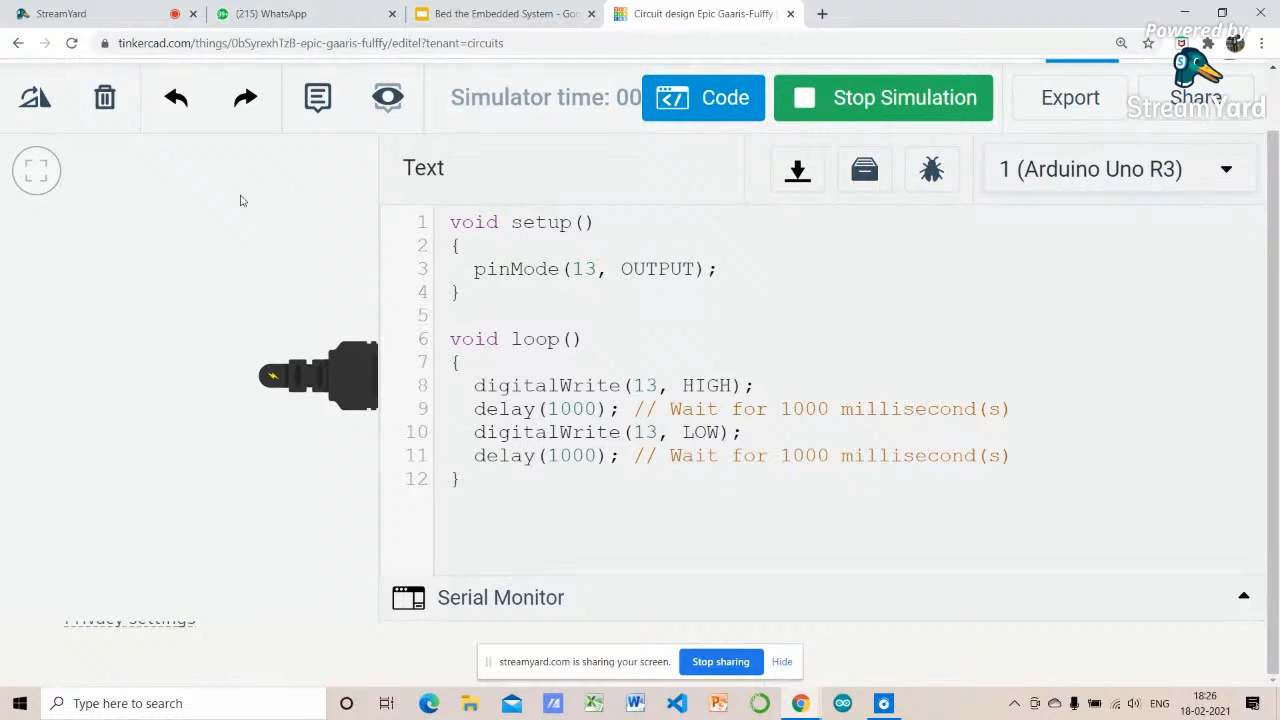 StreamYard
99+
(215) WhatsApp
Bed the Embedded System - Goo
Circuit design Epic Gaaris-Fulffy |
tinkercad.com/things/0bSyrexhTzB-epic-gaaris-fulffy/editel?tenant=circuits
Powered by
StreamYard
Simulator time: 00
Code
Stop Simulation
Export
Share
Text
1 (Arduino Uno R3)
1 void setup()
2 {
3 pinMode(13, OUTPUT);
4 }
5
6 void loop()
7 {
8 digitalWrite(13, HIGH);
9 delay(1000); // Wait for 1000 millisecond(s)
10 digitalWrite(13, LOW);
11 delay(1000); // Wait for 1000 millisecond(s)
12 }
Serial Monitor
Privacy settings
streamyard.com is sharing your screen.
Stop sharing
Hide
Type here to search
ENG
18:26
18-02-2021